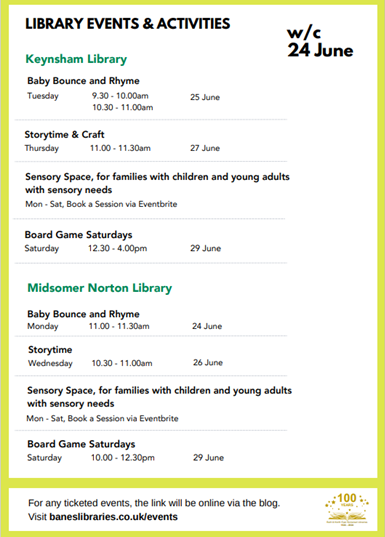 LIBRARY EVENTS & ACTIVITIES
w/c
24 June
Keynsham Library
Baby Bounce and Rhyme
Tuesday 9.30 - 10.00am 25 June
10.30 - 11.00am
Storytime & Craft
Thursday 11.00 - 11.30am 27 June
Sensory Space, for families with children and young adults
with sensory needs
Mon - Sat, Book a Session via Eventbrite
Board Game Saturdays
Saturday 12.30 - 4.00pm 29 June
Midsomer Norton Library
Baby Bounce and Rhyme
Monday 11.00 - 11.30am 24 June
Storytime
Wednesday 10.30 - 11.00am 26 June
Sensory Space, for families with children and young adults
with sensory needs
Mon - Sat, Book a Session via Eventbrite
Board Game Saturdays
Saturday 10.00 - 12.30pm 29 June
For any ticketed events, the link will be online via the blog.
Visit baneslibraries.co.uk/events
100
YEARS